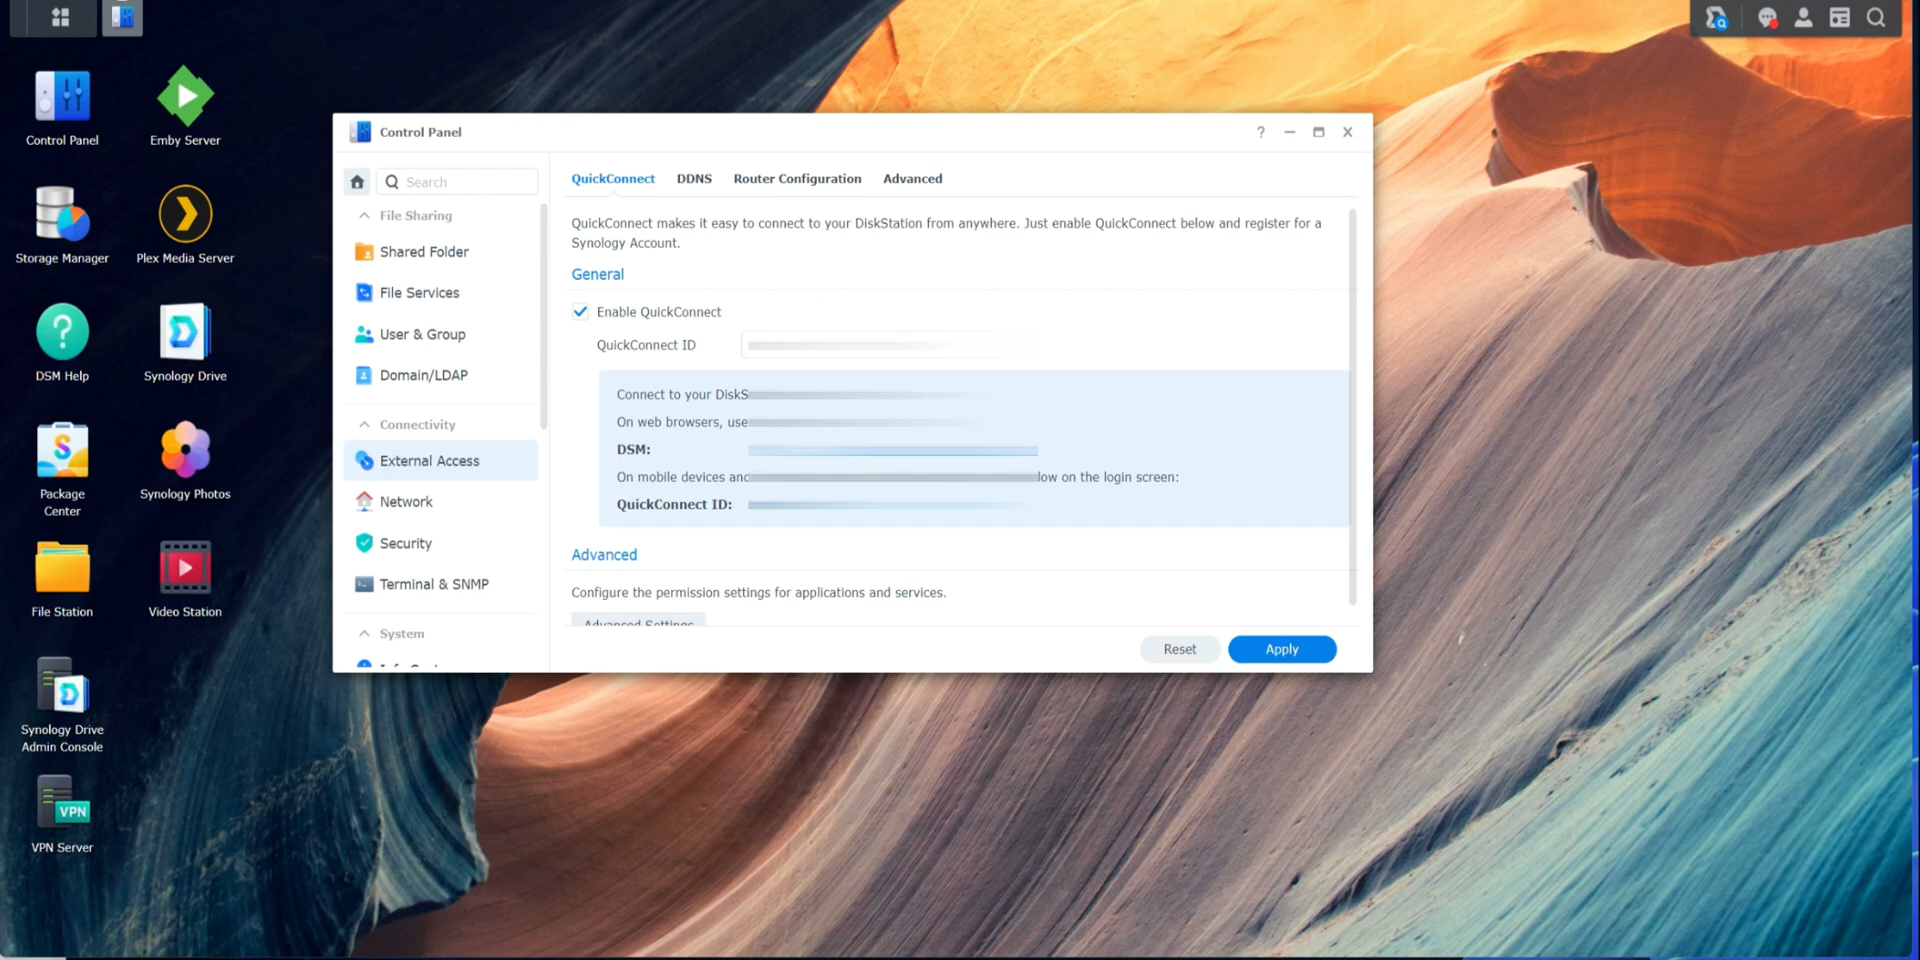 Control Panel
Emby Server
Storage Manager
Plex Media Server
DSM Help
Synology Drive
Package
Center
Synology Photos
File Station
Video Station
Synology Drive
Admin Console
VPN
VPN Server
Control Panel
?
Search
File Sharing
Shared Folder
File Services
User & Group
Domain/LDAP
Connectivity
External Access
Network
Security
Terminal & SNMP
System
QuickConnect DDNS Router Configuration Advanced
QuickConnect makes it easy to connect to your DiskStation from anywhere. Just enable QuickConnect below and register for a
Synology Account.
General
Enable QuickConnect
QuickConnect ID
Connect to your DiskS
On web browsers, use
DSM:
On mobile devices and low on the login screen:
QuickConnect ID:
Advanced
Configure the permission settings for applications and services.
Advanced Settings
Reset Apply